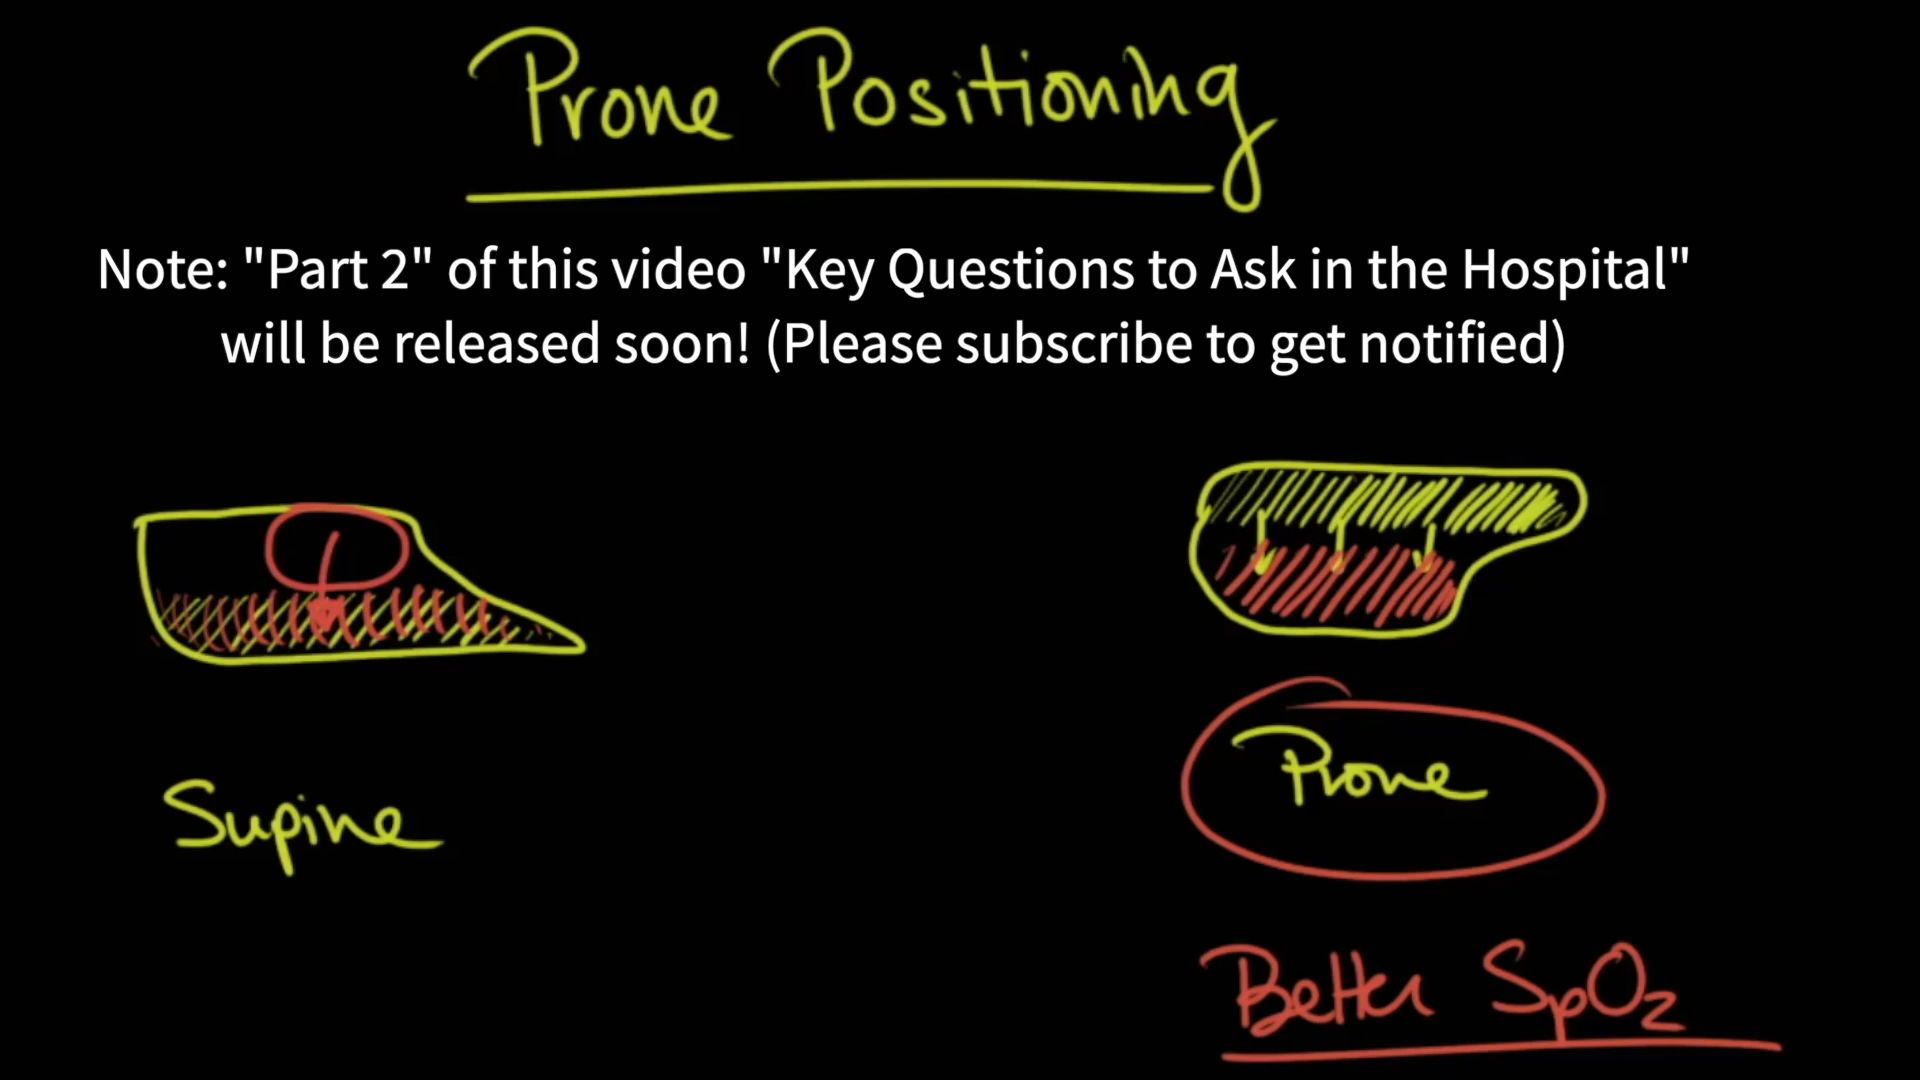 Prone Positioning
Note: "Part 2" of this video "Key Questions to Ask in the Hospital"
will be released soon! (Please subscribe to get notified)
Supine
Prone
Better SpO₂